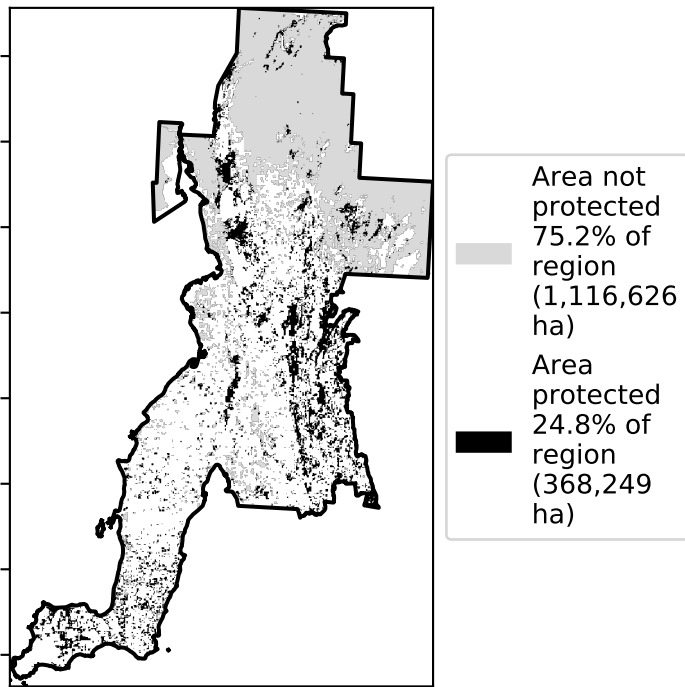 Area not
protected
75.2% of
region
(1,116,626
ha)
Area
protected
24.8% of
region
(368,249
ha)